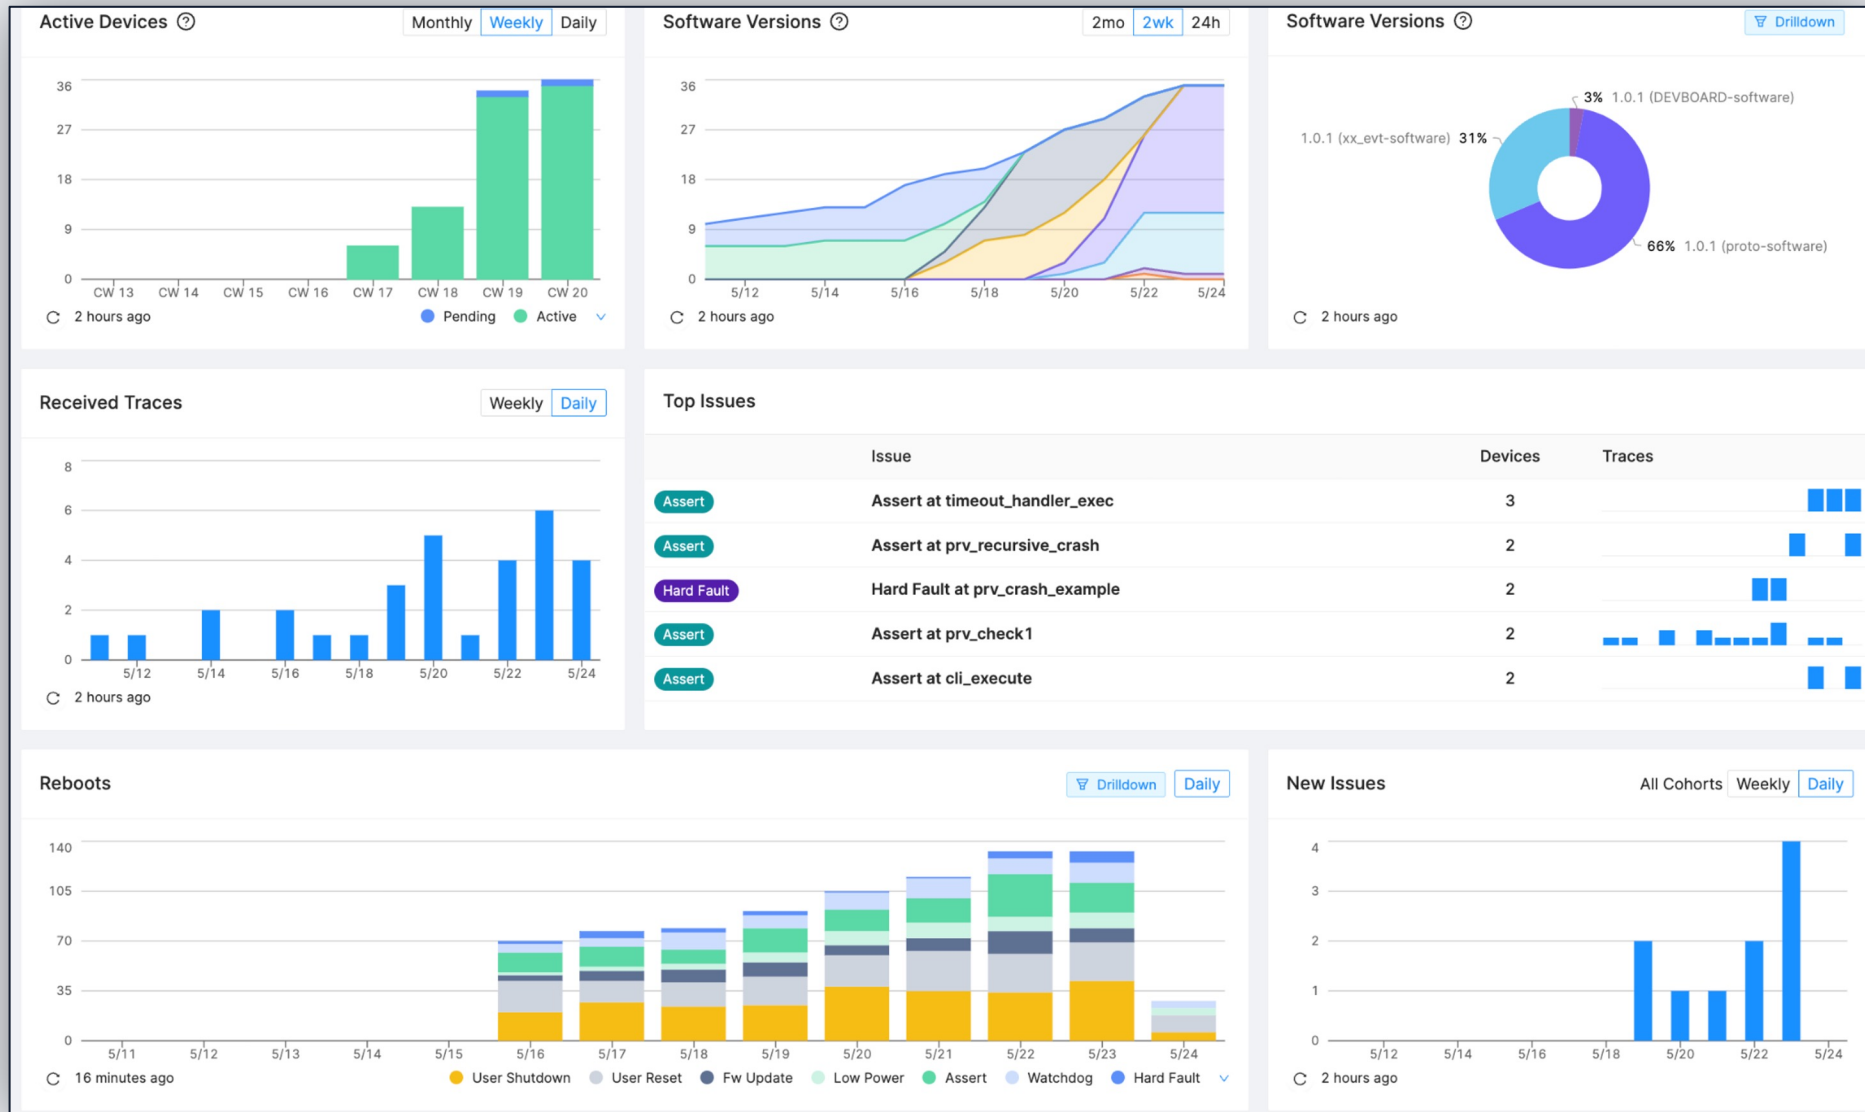 Active Devices
Monthly Weekly Daily
36
27
18
9
0
CW 13 CW 14 CW 15 CW 16 CW 17 CW 18 CW 19 CW 20
2 hours ago
Pending Active
Software Versions
2mo 2wk 24h
36
27
18
9
0
5/12 5/14 5/16 5/18 5/20 5/22 5/24
2 hours ago
Software Versions
Drilldown
3% 1.0.1 (DEVBOARD-software)
1.0.1 (xx_evt-software) 31%
66% 1.0.1 (proto-software)
2 hours ago
Received Traces
Weekly Daily
8
6
4
2
0
5/12 5/14 5/16 5/18 5/20 5/22 5/24
2 hours ago
Top Issues
Issue Devices Traces
Assert Assert at timeout_handler_exec 3
Assert Assert at prv_recursive_crash 2
Hard Fault Hard Fault at prv_crash_example 2
Assert Assert at prv_check1 2
Assert Assert at cli_execute 2
Reboots
Drilldown Daily
140
105
70
35
0
5/11 5/12 5/13 5/14 5/15 5/16 5/17 5/18 5/19 5/20 5/21 5/22 5/23 5/24
16 minutes ago
User Shutdown User Reset Fw Update Low Power Assert Watchdog Hard Fault
New Issues
All Cohorts Weekly Daily
4
3
2
1
0
5/12 5/14 5/16 5/18 5/20 5/22 5/24
2 hours ago